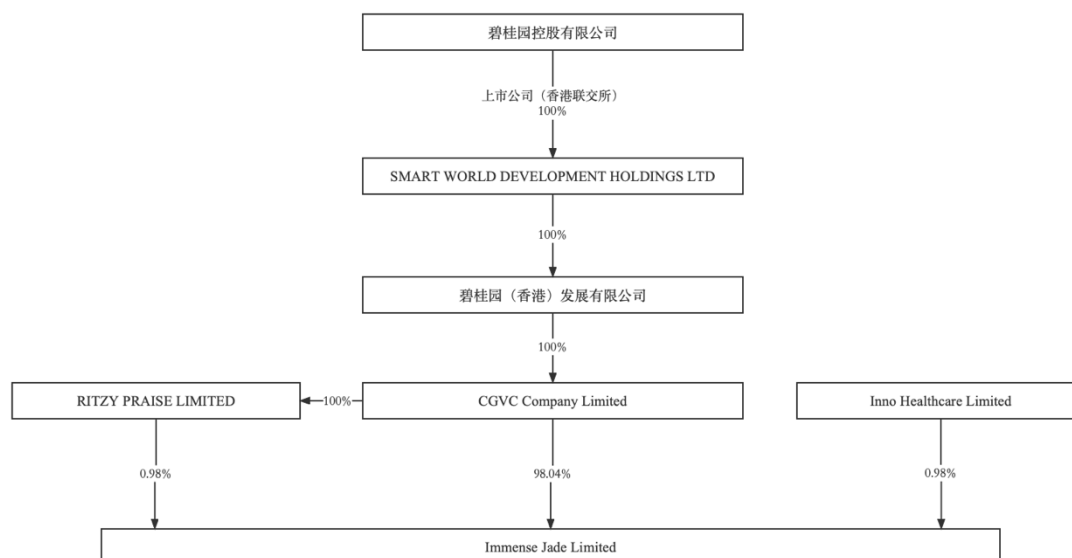 碧桂园控股有限公司
上市公司（香港联交所）
100%
SMART WORLD DEVELOPMENT HOLDINGS LTD
100%
碧桂园（香港）发展有限公司
100%
RITZY PRAISE LIMITED
100%
CGVC Company Limited
Inno Healthcare Limited
0.98%
98.04%
0.98%
Immense Jade Limited